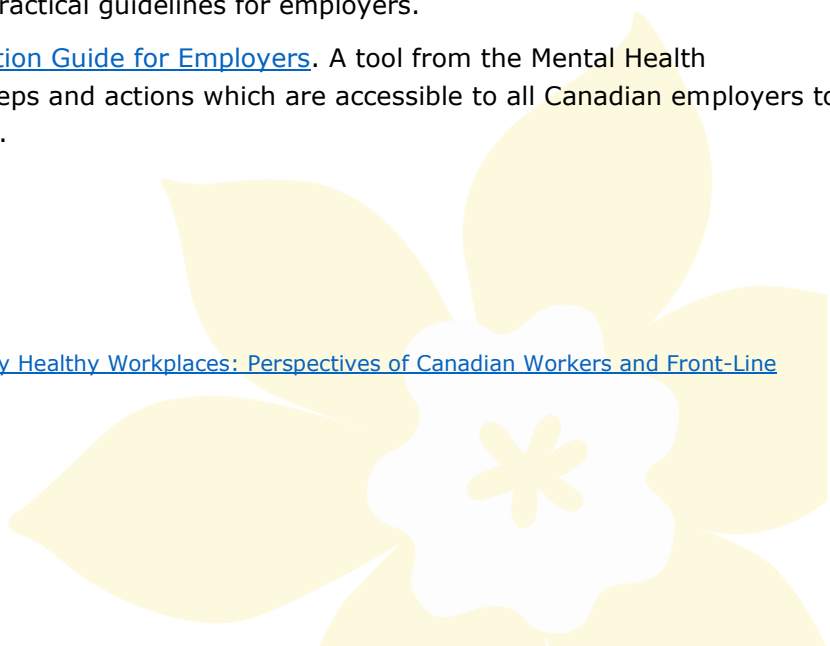 ractical guidelines for employers.
tion Guide for Employers. A tool from the Mental Health
eps and actions which are accessible to all Canadian employers to
.
y Healthy Workplaces: Perspectives of Canadian Workers and Front-Line